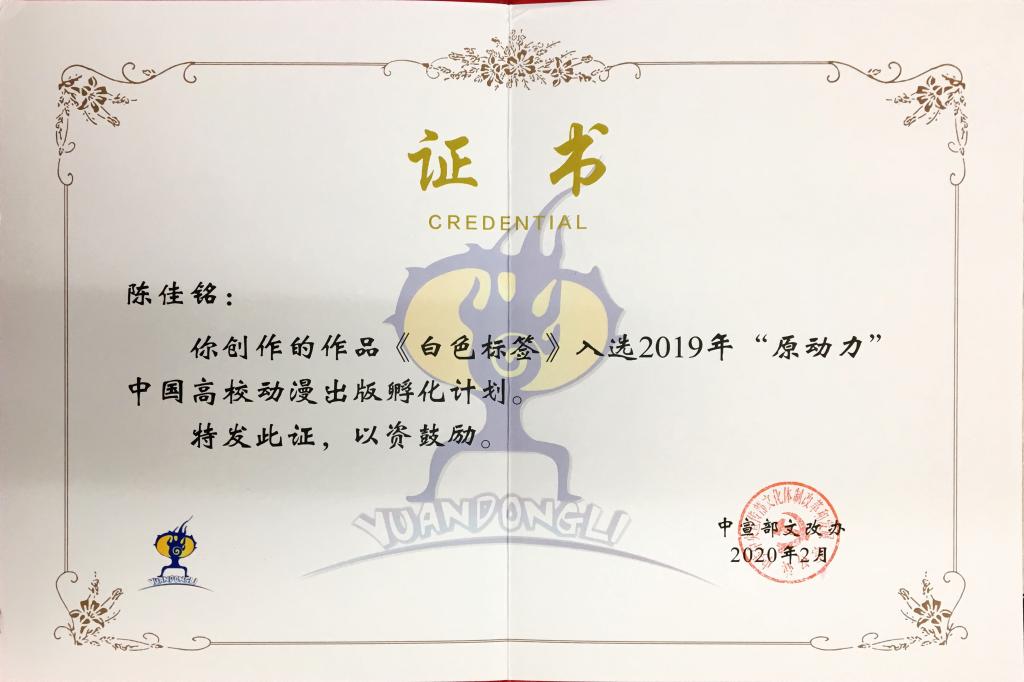 证 书
CREDENTIAL
陈佳铭：
你创作的作品《白色标签》入选2019年“原动力”
中国高校动漫出版孵化计划。
特发此证，以资鼓励。
YUANDONGLI
中宣部文改办
2020年2月
YUANDONGLI